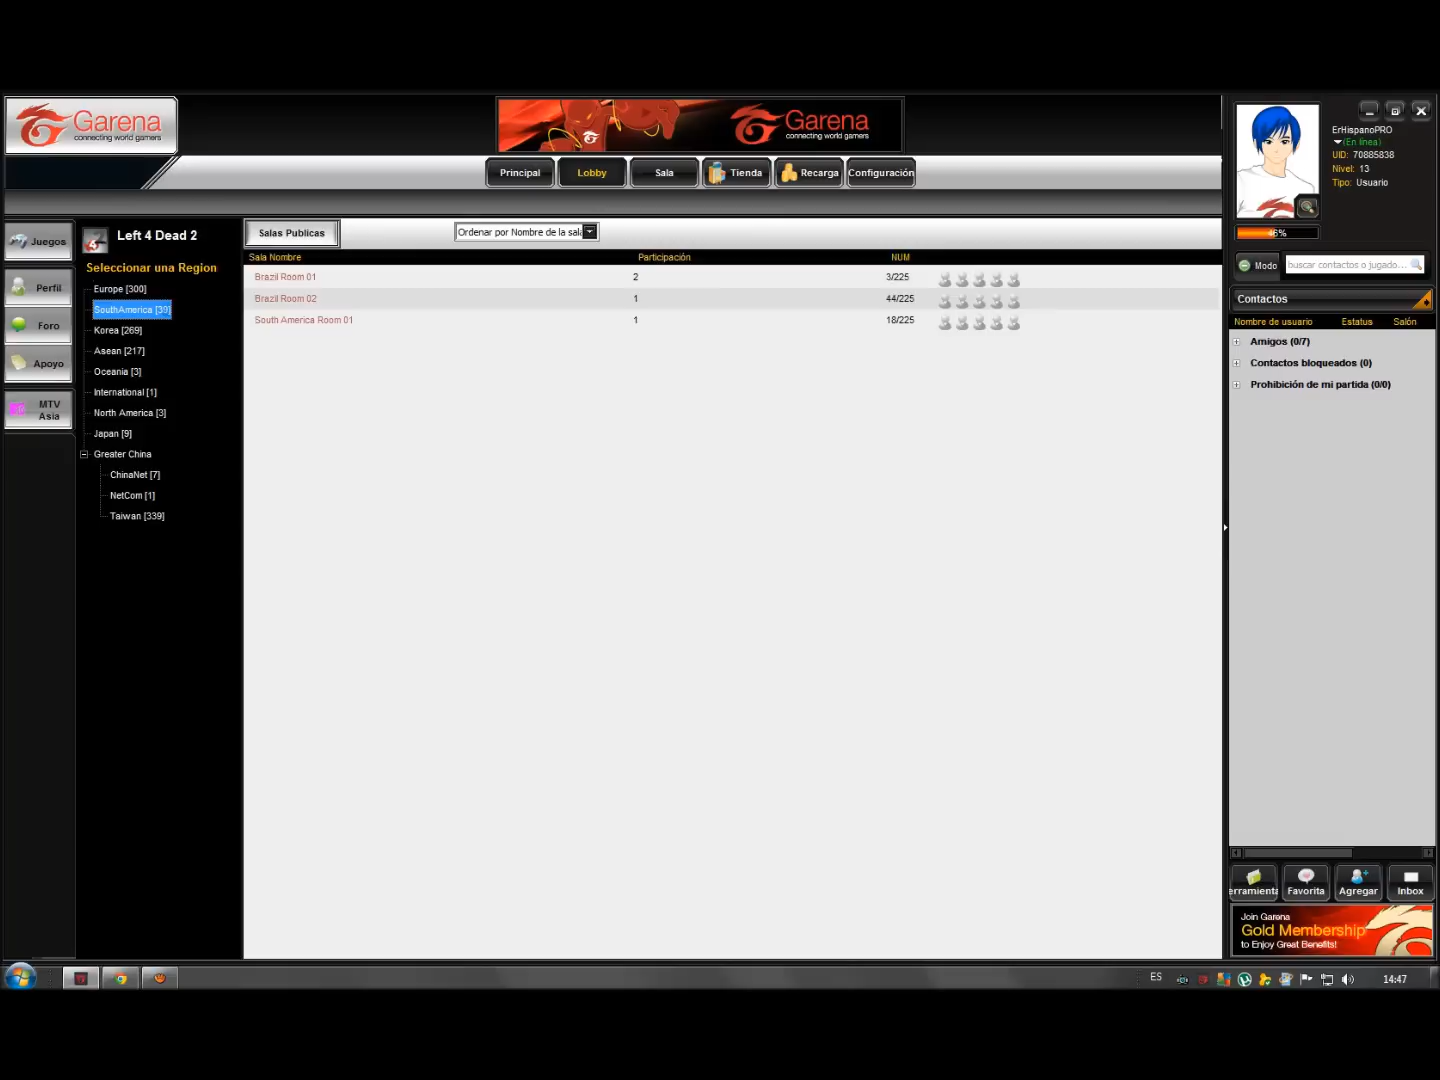 Garena
connecting world gamers
Garena
connecting world gamers
ErHispanoPRO
(En línea)
UID: 70885838
Nivel: 13
Tipo: Usuario
46%
Principal
Lobby
Sala
Tienda
Recarga
Configuración
Juegos
Perfil
Foro
Apoyo
MTV
Asia
Left 4 Dead 2
Seleccionar una Region
Europe [300]
SouthAmerica [39]
Korea [269]
Asean [217]
Oceania [3]
International [1]
North America [3]
Japan [9]
Greater China
ChinaNet [7]
NetCom [1]
Taiwan [339]
Salas Publicas
Ordenar por Nombre de la sala
Sala Nombre Participación NUM
Brazil Room 01 2 3/225
Brazil Room 02 1 44/225
South America Room 01 1 18/225
Modo
buscar contactos o jugado...
Contactos
Nombre de usuario Estatus Salón
Amigos (0/7)
Contactos bloqueados (0)
Prohibición de mi partida (0/0)
erramienta
Favorita
Agregar
Inbox
Join Garena
Gold Membership
to Enjoy Great Benefits!
ES
14:47